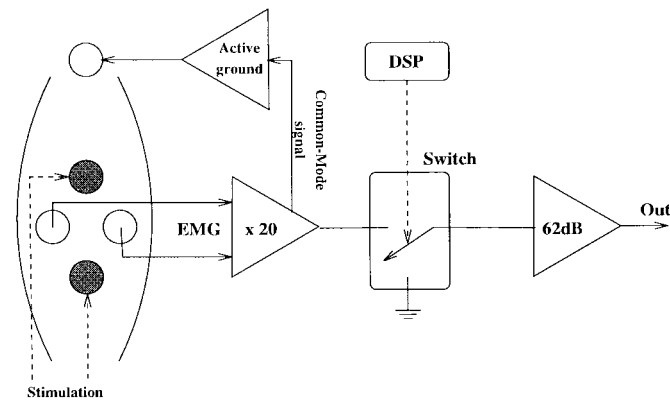 Active
ground
DSP
Common-Mode
signal
Switch
EMG
x 20
62dB
Out
Stimulation